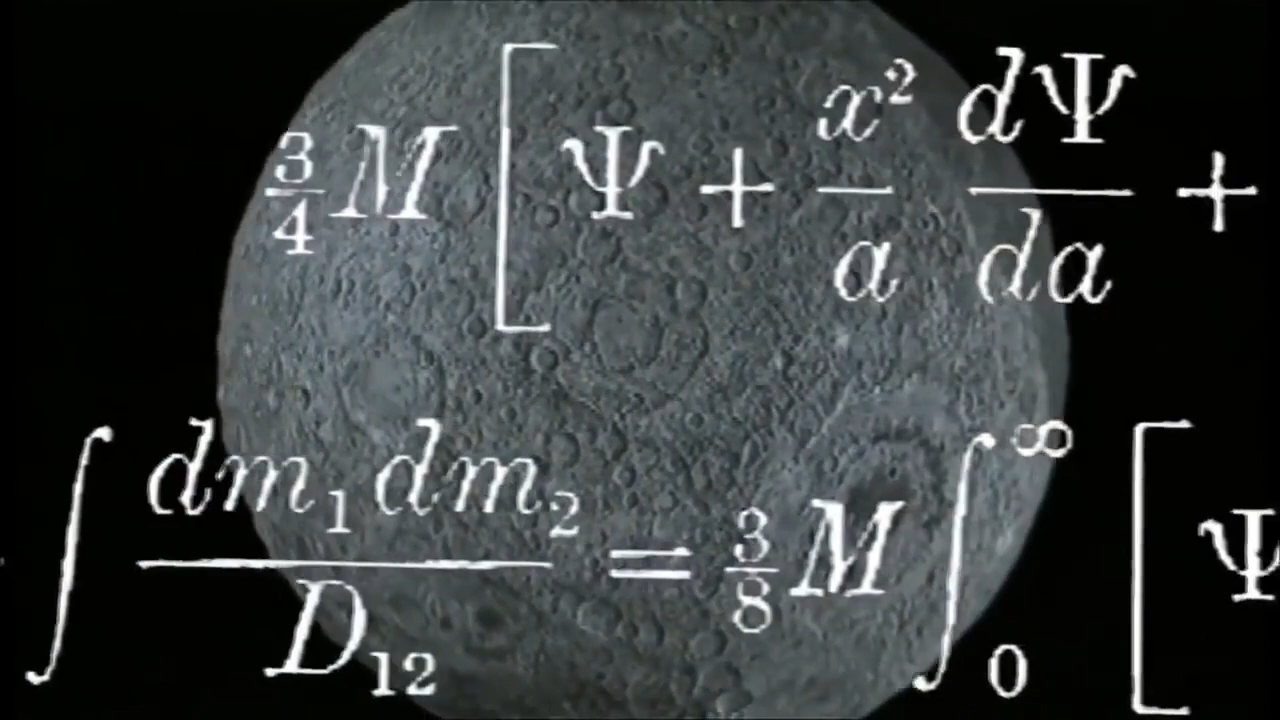 ¾M [ Ψ + x²/a dΨ/da +
∫ dm₁dm₂/D₁₂ = ⅜M ∫₀^∞ [ Ψ